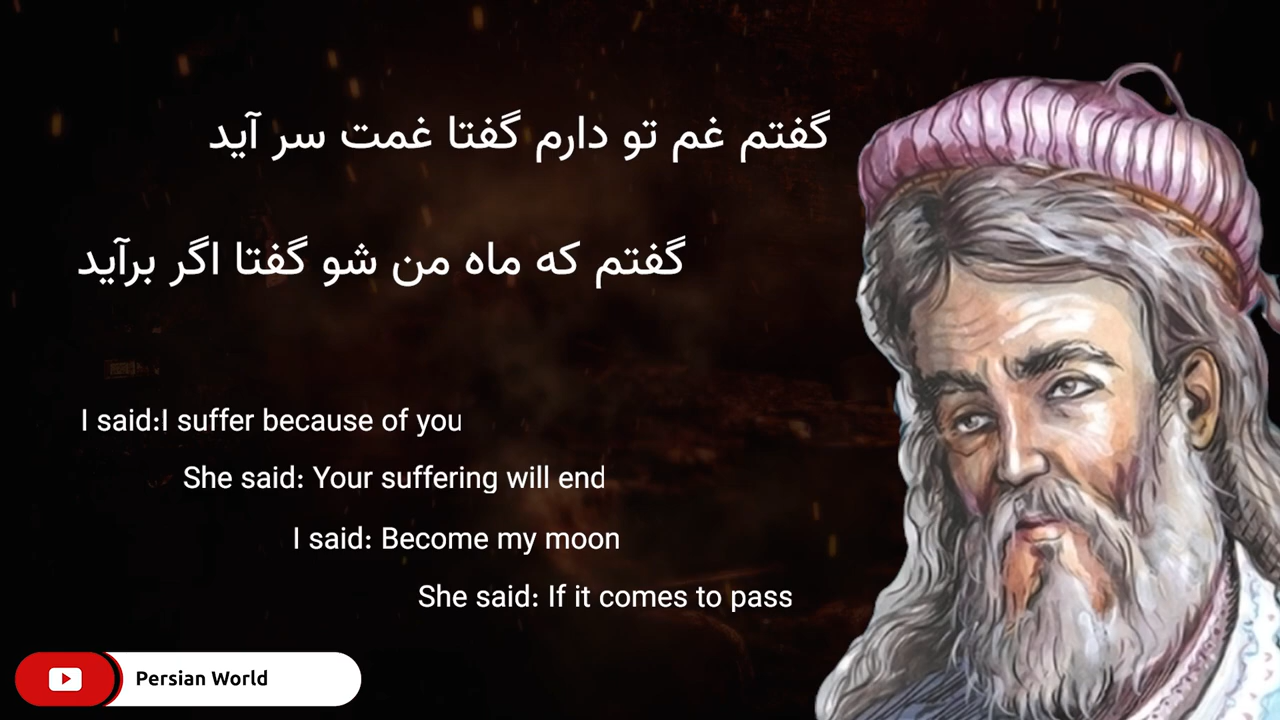 گفتم غم تو دارم گفتا غمت سر آید
گفتم که ماه من شو گفتا اگر برآید
I said:I suffer because of you
She said: Your suffering will end
I said: Become my moon
She said: If it comes to pass
Persian World